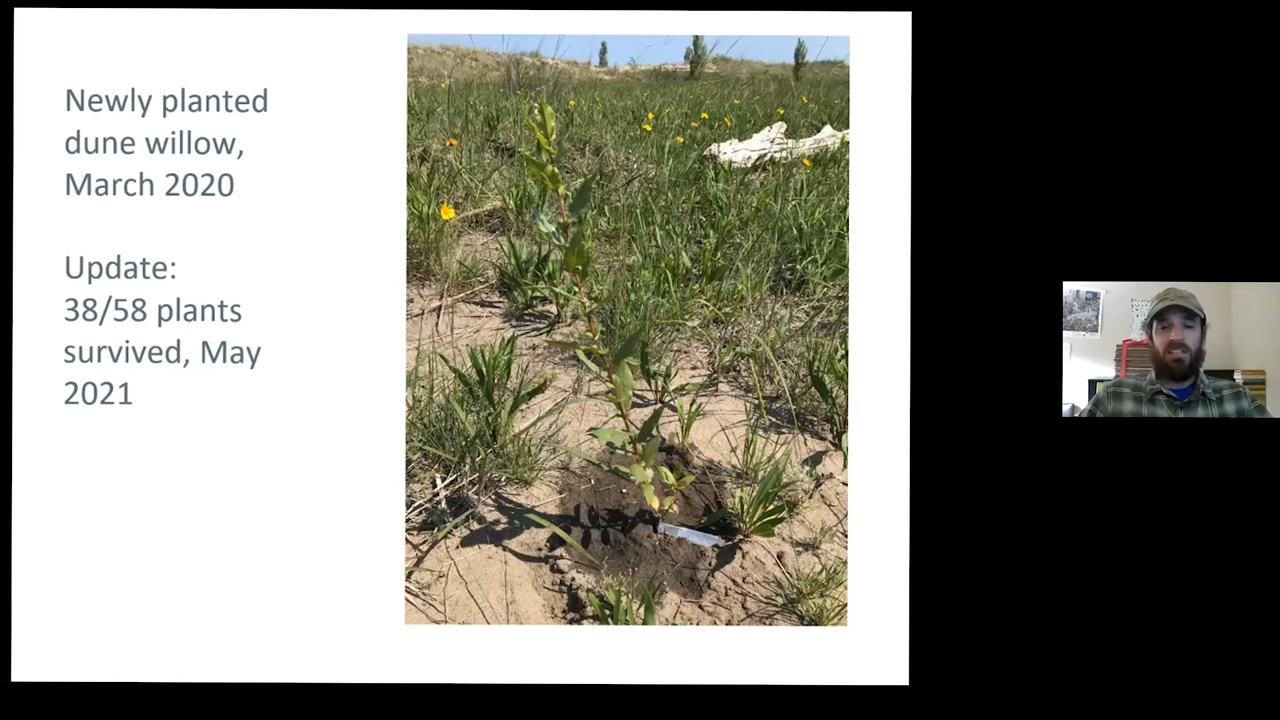 Newly planted
dune willow,
March 2020
Update:
38/58 plants
survived, May
2021